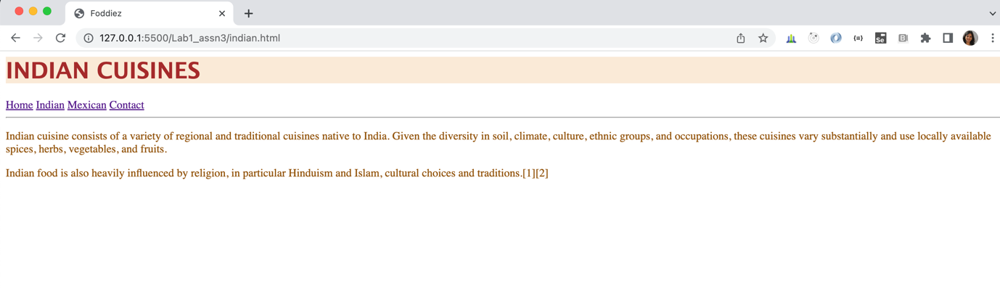 Foddiez
127.0.0.1:5500/Lab1_assn3/indian.html
Se
INDIAN CUISINES
Home Indian Mexican Contact
Indian cuisine consists of a variety of regional and traditional cuisines native to India. Given the diversity in soil, climate, culture, ethnic groups, and occupations, these cuisines vary substantially and use locally available
spices, herbs, vegetables, and fruits.
Indian food is also heavily influenced by religion, in particular Hinduism and Islam, cultural choices and traditions.[1][2]